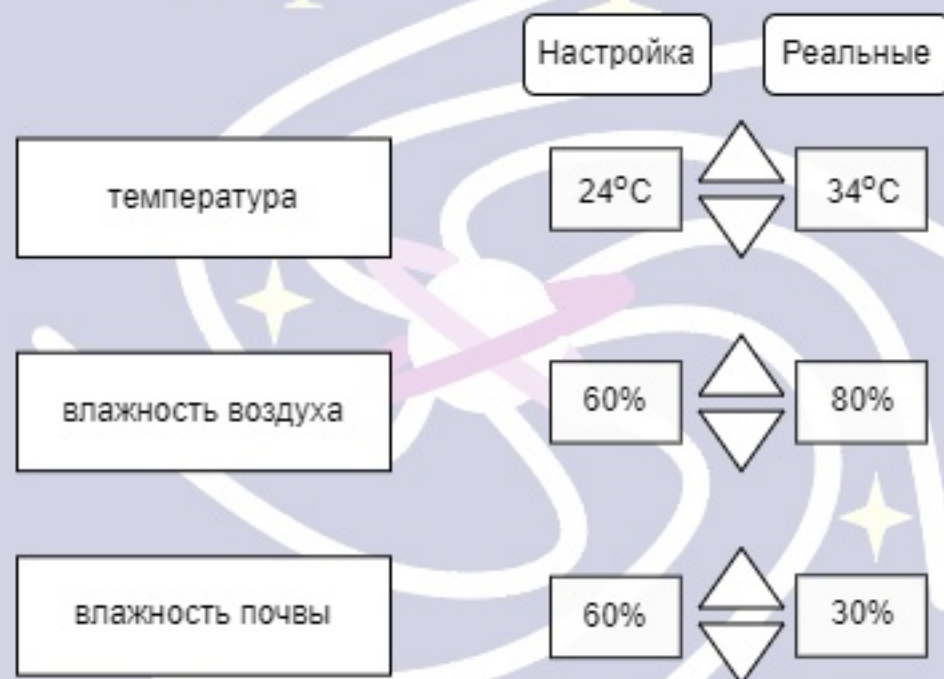 Настройка Реальные
температура 24°C 34°C
влажность воздуха 60% 80%
влажность почвы 60% 30%